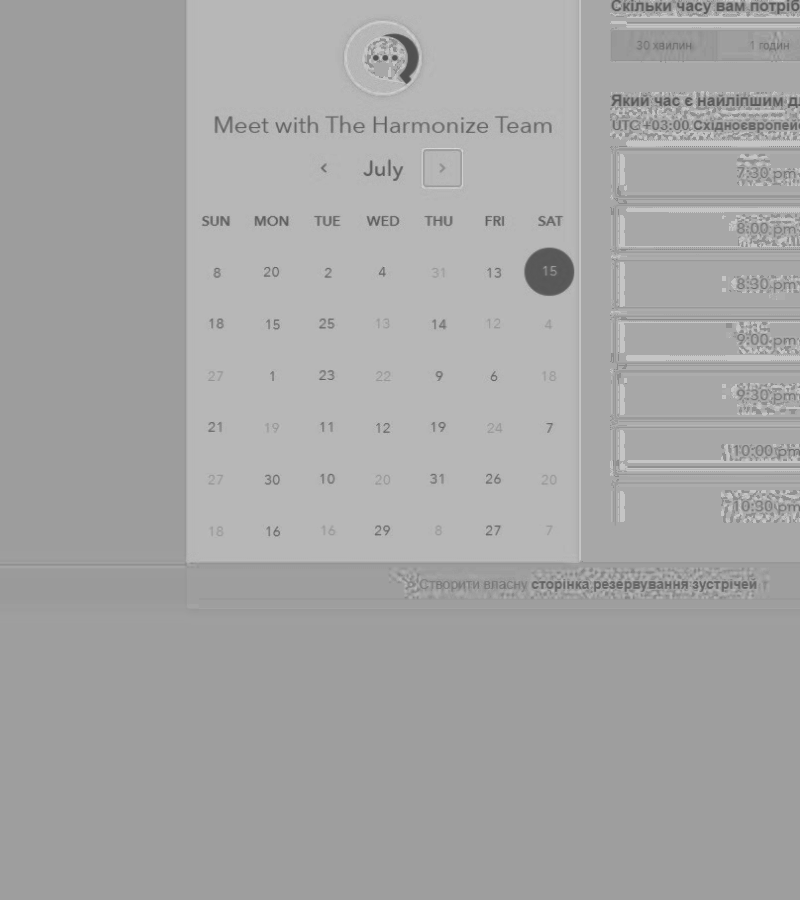 Meet with The Harmonize Team
‹ July ›
SUN MON TUE WED THU FRI SAT
8 20 2 4 31 13 15
18 15 25 13 14 12 4
27 1 23 22 9 6 18
21 19 11 12 19 24 7
27 30 10 20 31 26 20
18 16 16 29 8 27 7
Скільки часу вам потріб
30 хвилин 1 годин
Який час є найліпшим д
UTC +03:00 Східноєвропей
7:30 pm
8:00 pm
8:30 pm
9:00 pm
9:30 pm
10:00 pm
10:30 pm
Створити власну сторінка резервування зустрічей